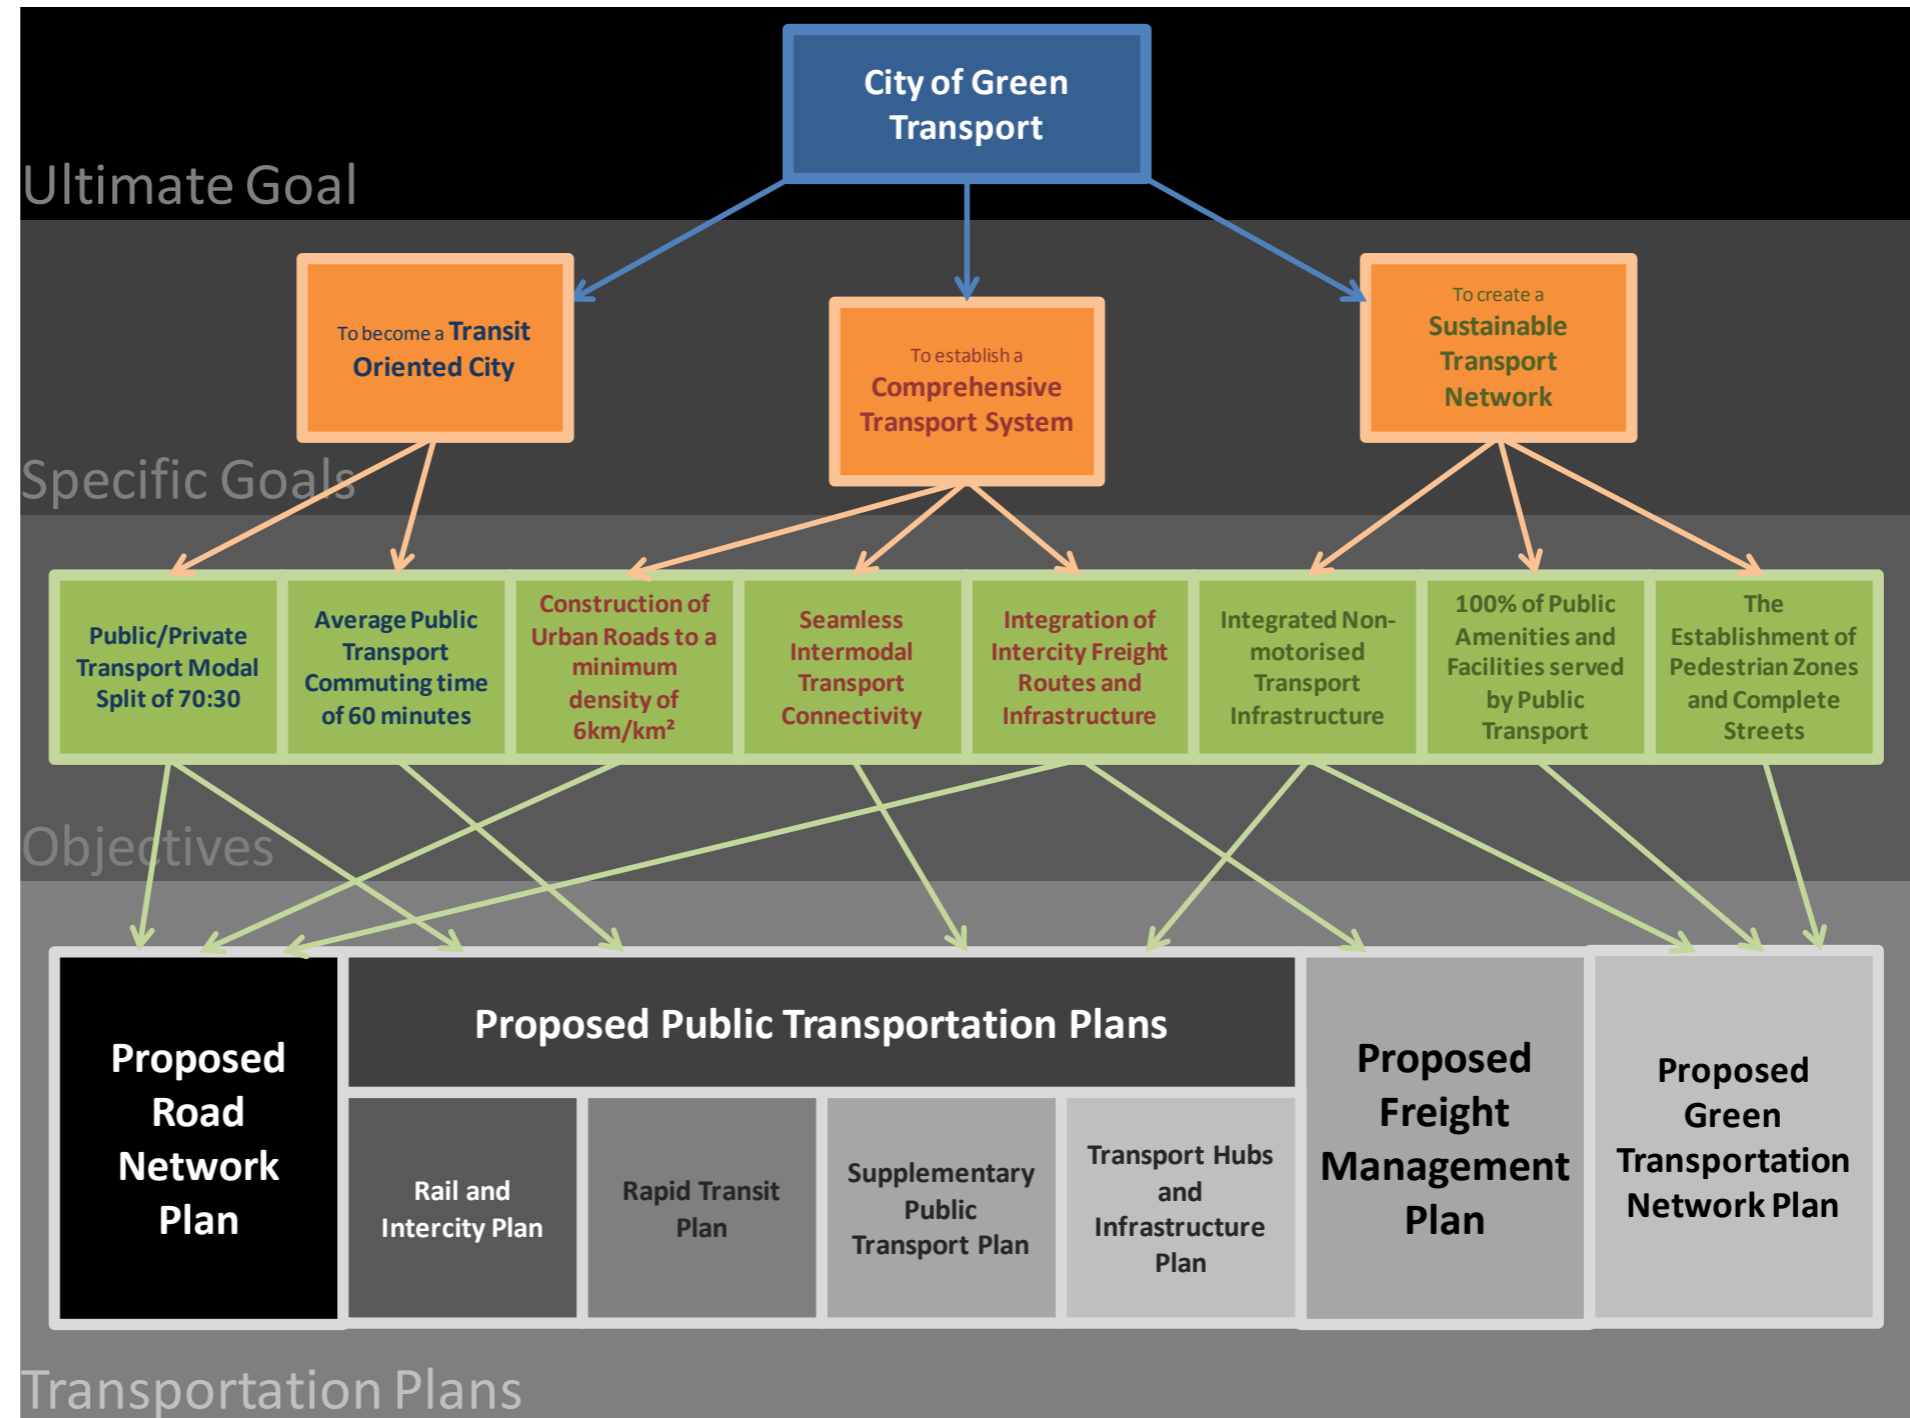 City of Green
Transport
Ultimate Goal
To become a Transit
Oriented City
To establish a
Comprehensive
Transport System
To create a
Sustainable
Transport
Network
Specific Goals
Public/Private
Transport Modal
Split of 70:30
Average Public
Transport
Commuting time
of 60 minutes
Construction of
Urban Roads to a
minimum
density of
6km/km²
Seamless
Intermodal
Transport
Connectivity
Integration of
Intercity Freight
Routes and
Infrastructure
Integrated Non-
motorised
Transport
Infrastructure
100% of Public
Amenities and
Facilities served
by Public
Transport
The
Establishment of
Pedestrian Zones
and Complete
Streets
Objectives
Proposed
Road
Network
Plan
Proposed Public Transportation Plans
Rail and
Intercity Plan
Rapid Transit
Plan
Supplementary
Public
Transport Plan
Transport Hubs
and
Infrastructure
Plan
Proposed
Freight
Management
Plan
Proposed
Green
Transportation
Network Plan
Transportation Plans